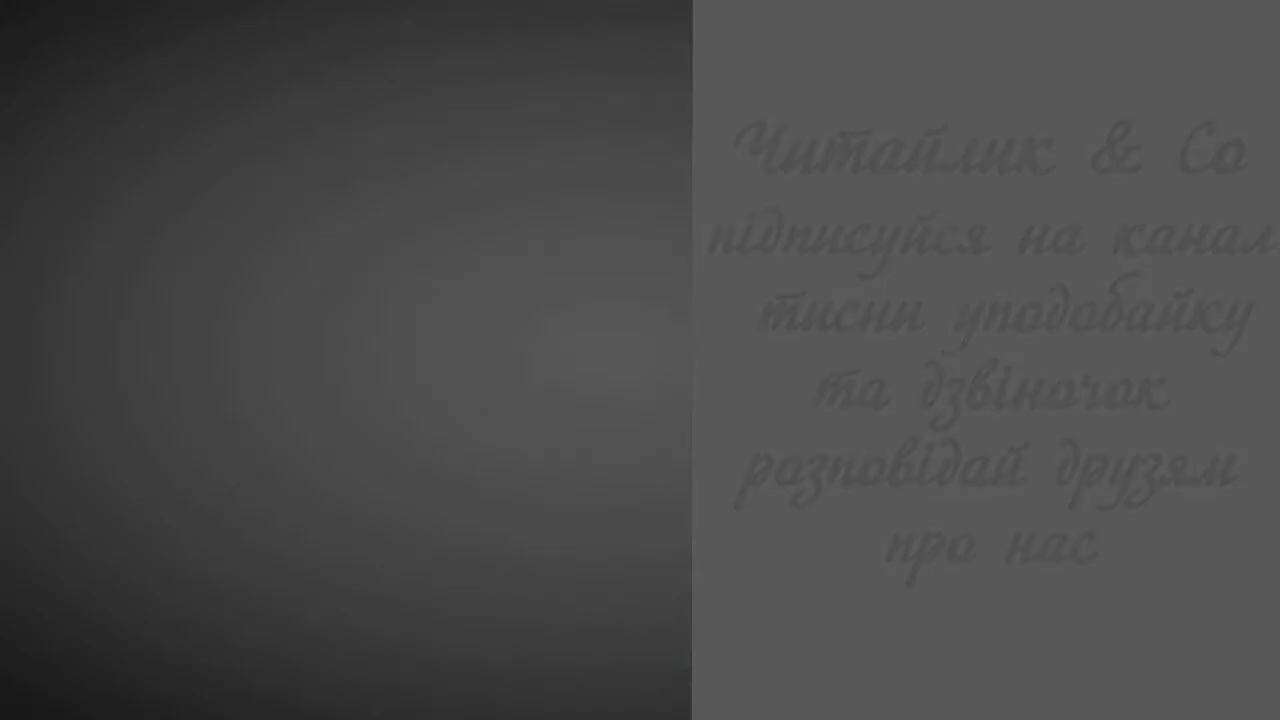 Читайлик & Co
підписуйся на канал
тисни уподобайку
та дзвіночок
розповідай друзям
про нас